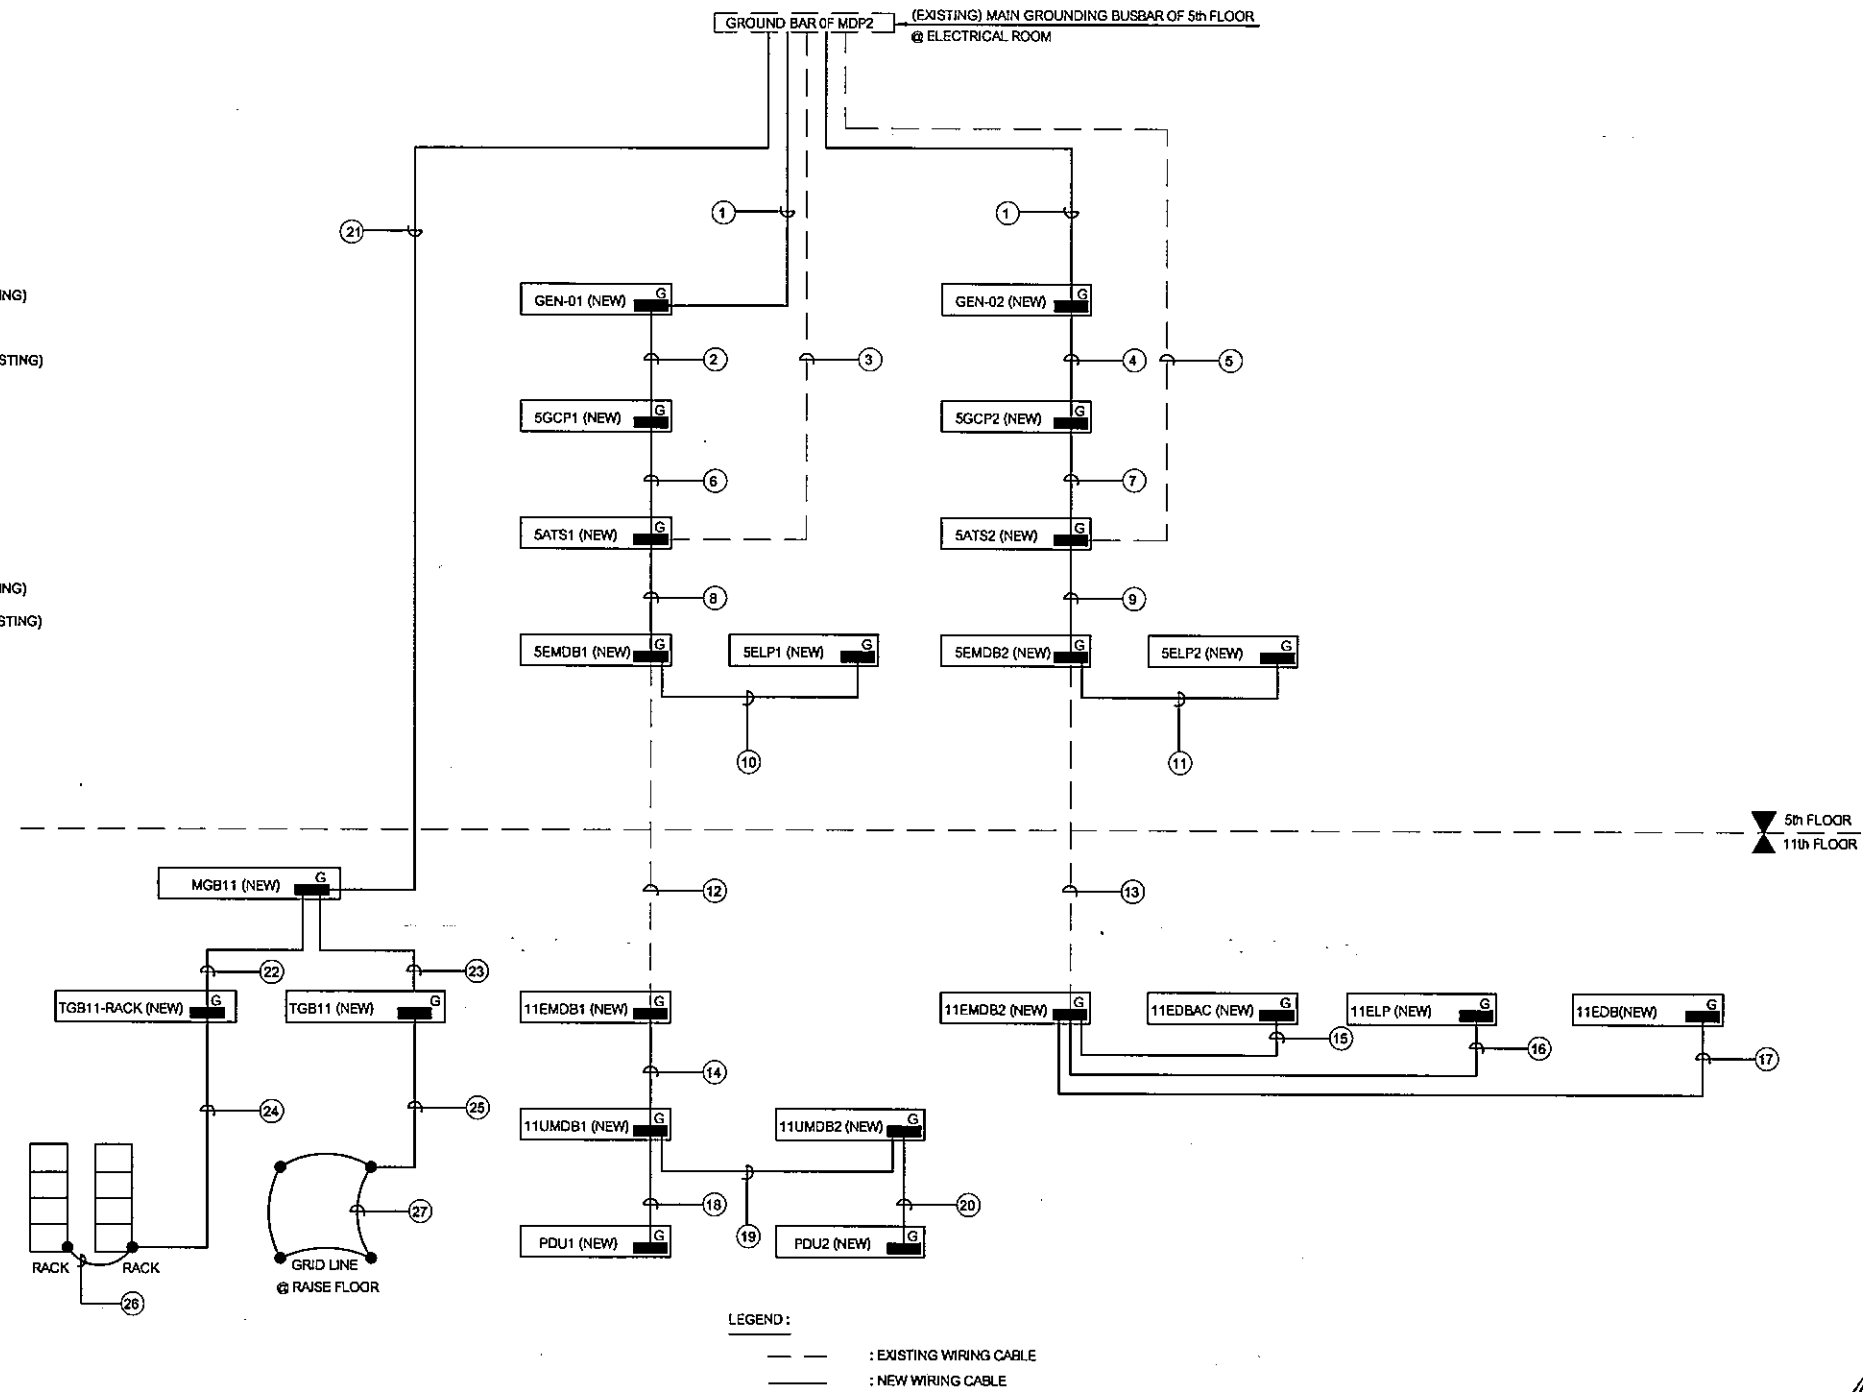 GROUND BAR OF MDP2
(EXISTING) MAIN GROUNDING BUSBAR OF 5th FLOOR
@ ELECTRICAL ROOM
1
1
21
ING)
GEN-01 (NEW) G
GEN-02 (NEW) G
STING)
2
3
4
5
5GCP1 (NEW) G
5GCP2 (NEW) G
6
7
5ATS1 (NEW) G
5ATS2 (NEW) G
ING)
8
9
STING)
5EMDB1 (NEW) G
5ELP1 (NEW) G
5EMDB2 (NEW) G
5ELP2 (NEW) G
10
11
5th FLOOR
11th FLOOR
MGB11 (NEW) G
12
13
22
23
TGB11-RACK (NEW) G
TGB11 (NEW) G
11EMDB1 (NEW) G
11EMDB2 (NEW) G
11EDBAC (NEW) G
11ELP (NEW) G
11EDB(NEW) G
15
16
17
14
24
25
11UMDB1 (NEW) G
11UMDB2 (NEW) G
27
18
19
20
PDU1 (NEW) G
PDU2 (NEW) G
RACK
RACK
GRID LINE
@ RAISE FLOOR
26
LEGEND :
: EXISTING WIRING CABLE
: NEW WIRING CABLE